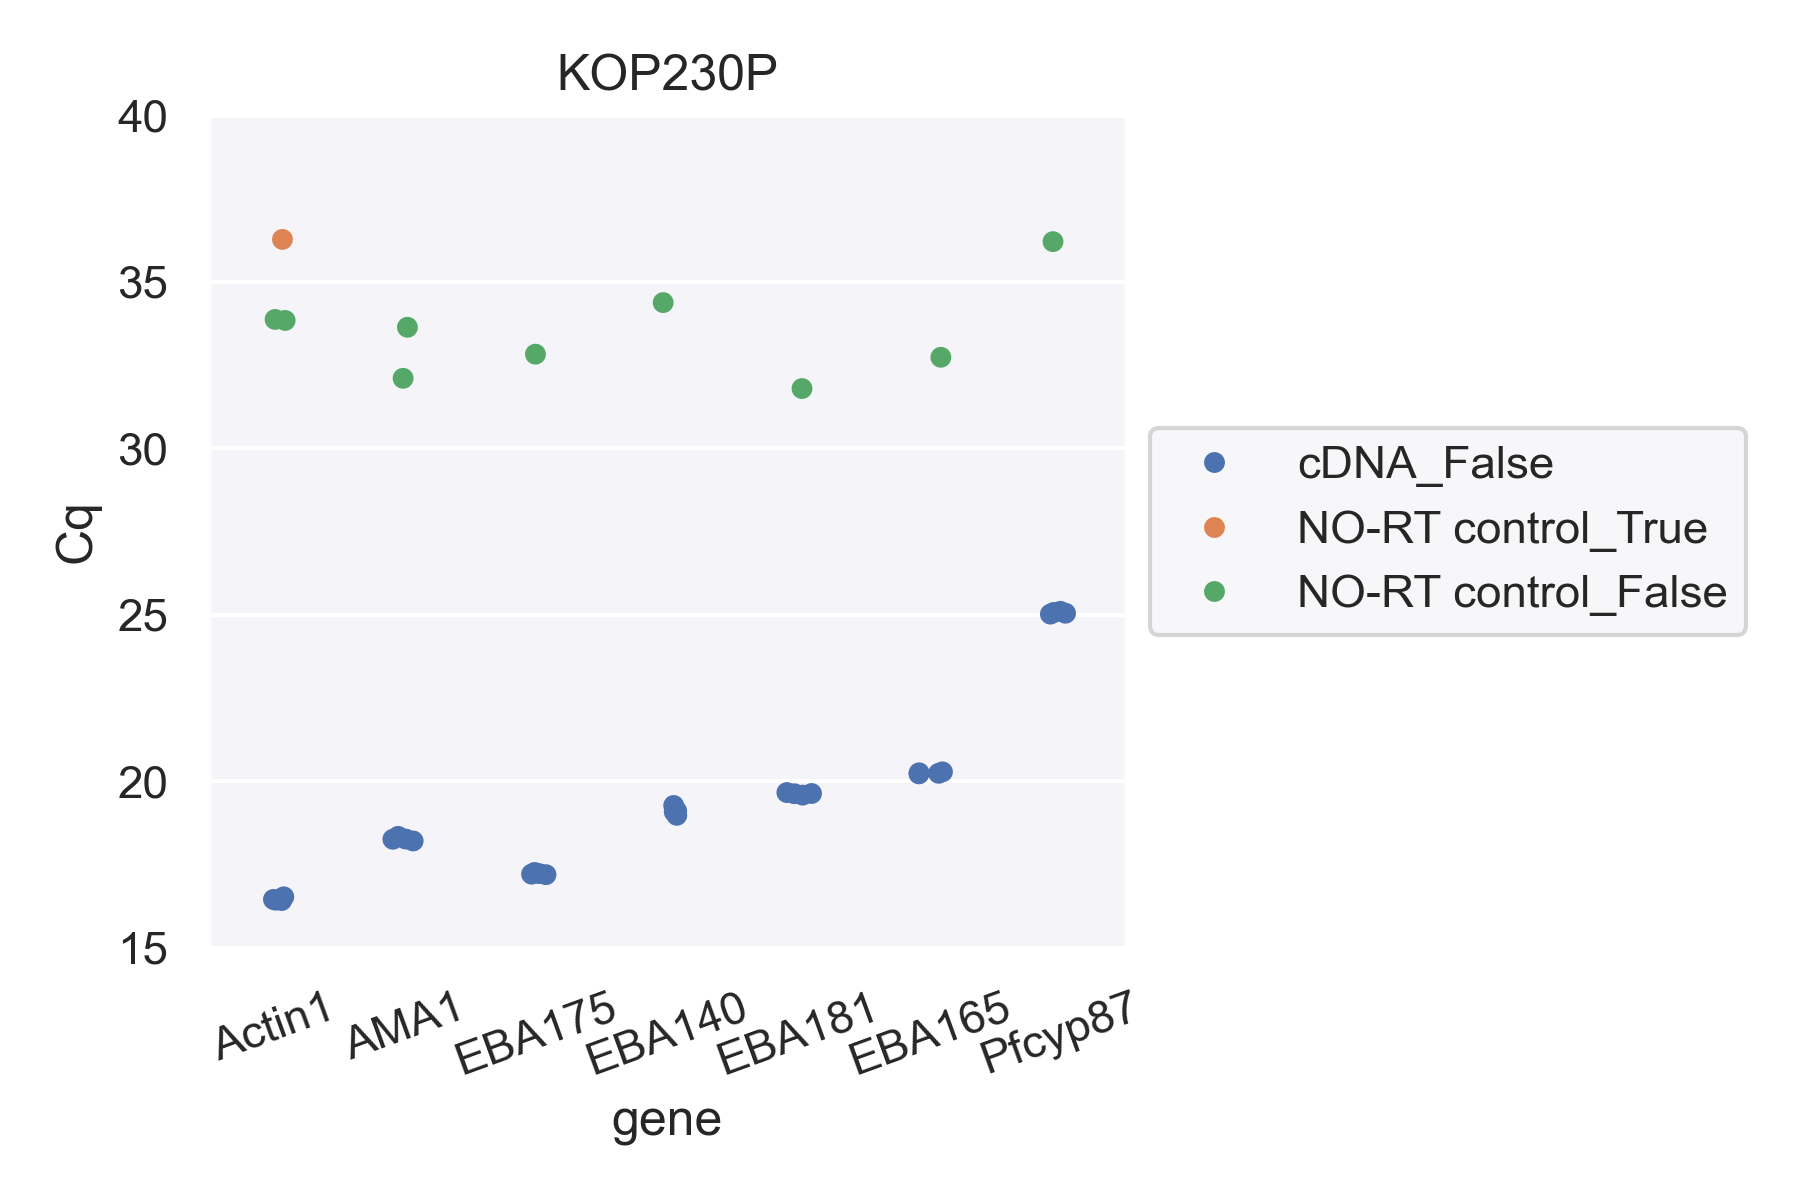 KOP230P
40
35
30
25
20
15
Cq
Actin1
AMA1
EBA175
EBA140
EBA181
EBA165
Pfcyp87
gene
cDNA_False
NO-RT control_True
NO-RT control_False